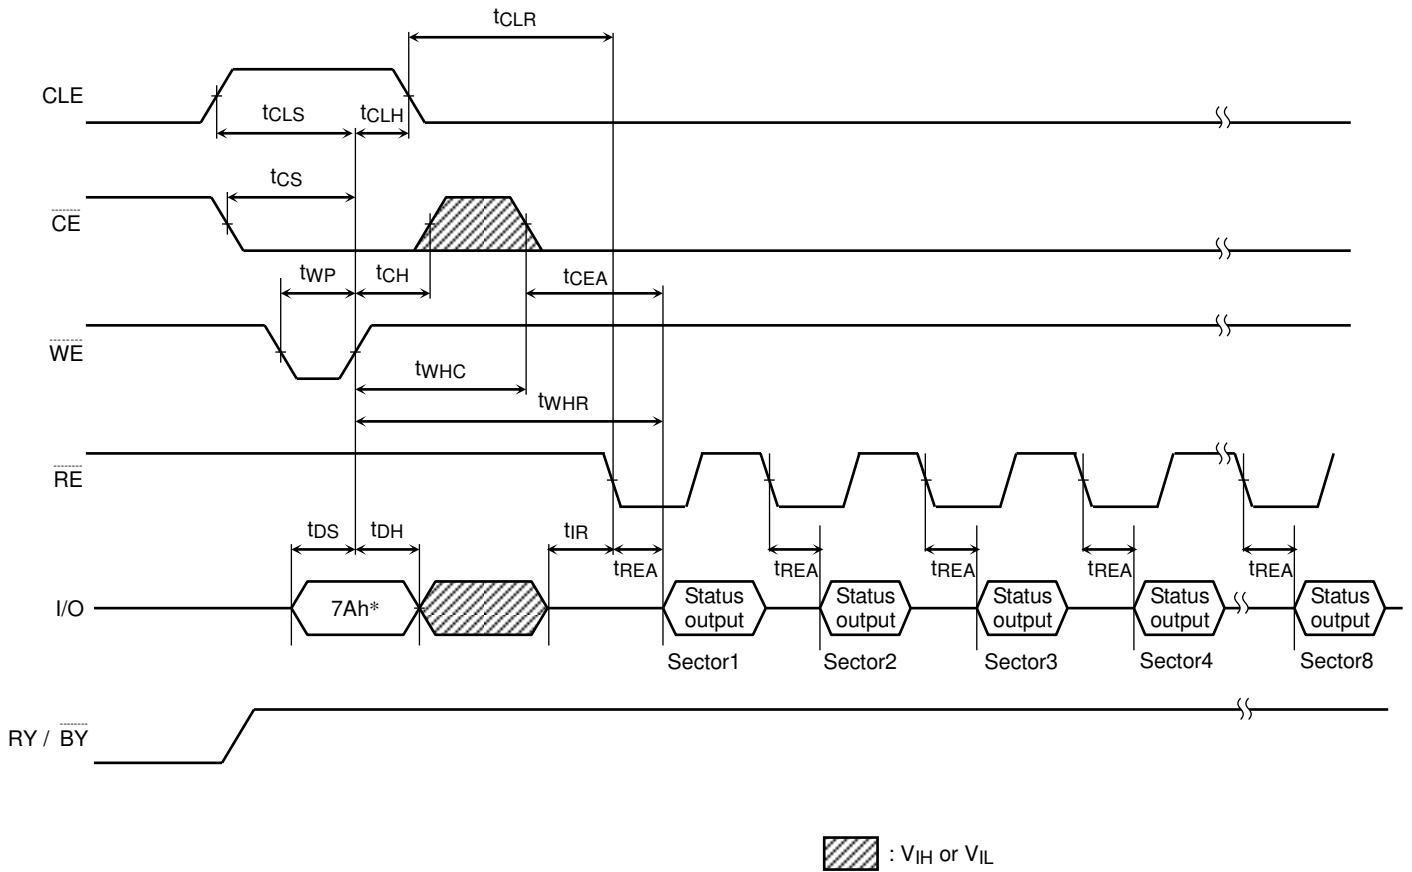 tCLR
CLE
tCLS
tCLH
tCS
CE
tWP
tCH
tCEA
WE
tWHC
tWHR
RE
tDS
tDH
tIR
tREA
tREA
tREA
tREA
tREA
I/O
7Ah*
Status output
Status output
Status output
Status output
Status output
Sector1
Sector2
Sector3
Sector4
Sector8
RY / BY
: VIH or VIL